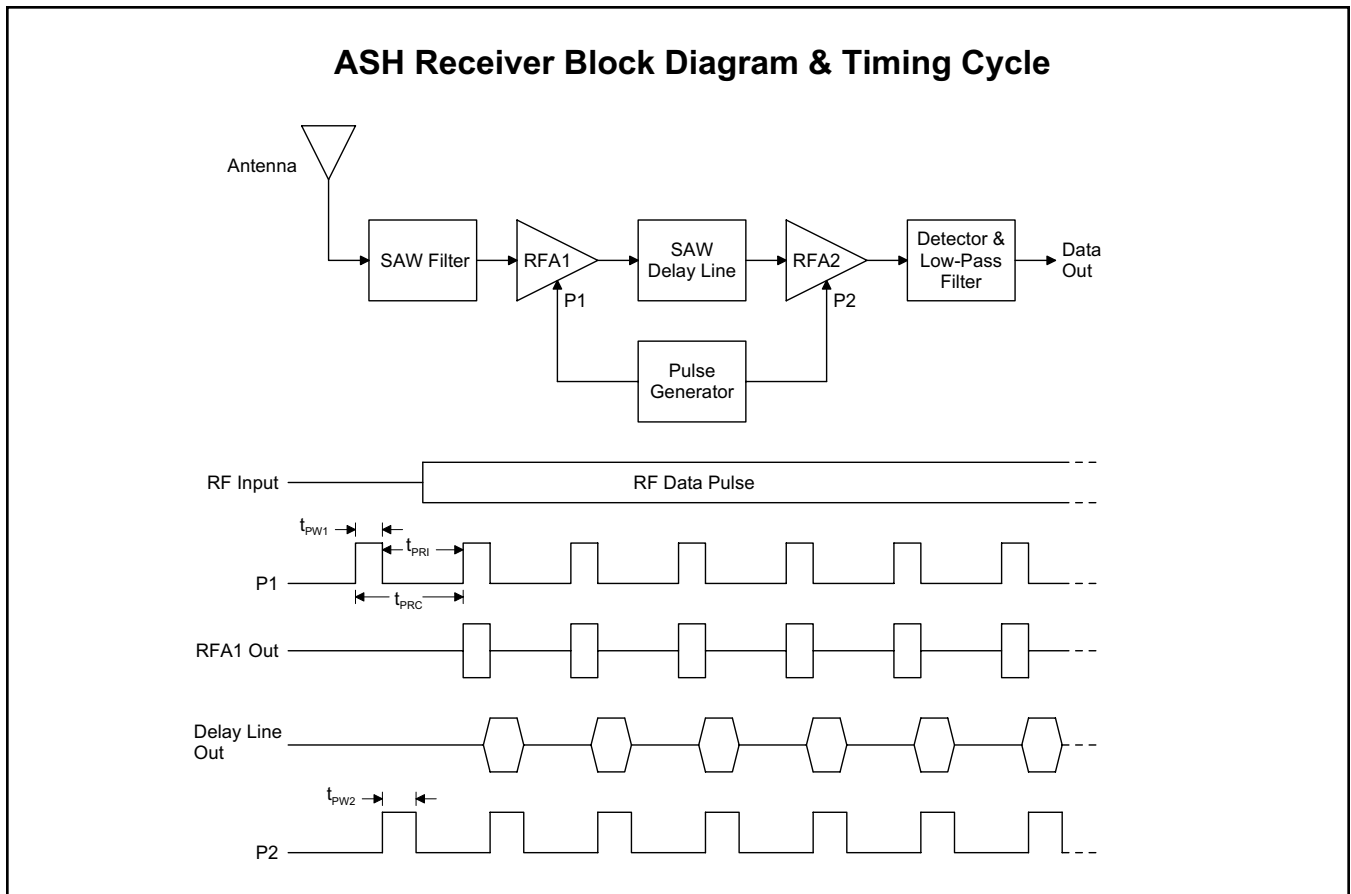 ASH Receiver Block Diagram & Timing Cycle
Antenna
SAW Filter
RFA1
SAW
Delay Line
RFA2
Detector &
Low-Pass
Filter
Data
Out
P1
P2
Pulse
Generator
RF Input
RF Data Pulse
tPW1
tPRI
P1
tPRC
RFA1 Out
Delay Line
Out
tPW2
P2